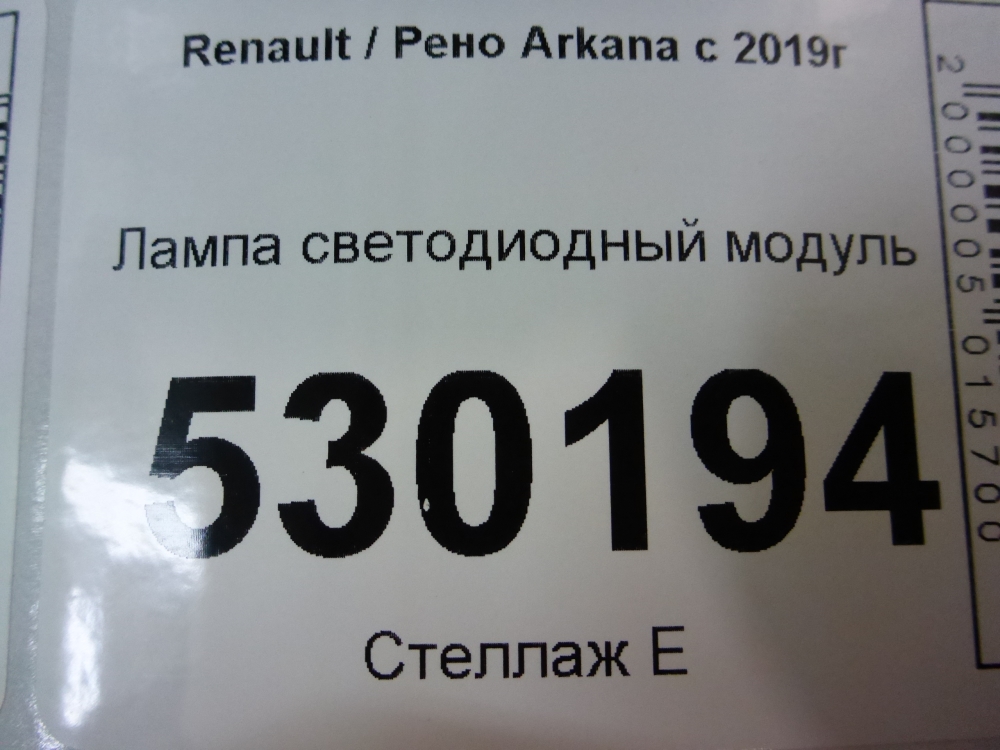 Renault / Рено Arkana с 2019г
Лампа светодиодный модуль
530194
Стеллаж Е
2000005015700